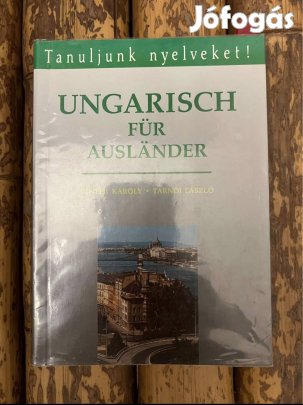 Jófogás
Tanuljunk nyelveket!
UNGARISCH
FÜR
AUSLÄNDER
KÁROLY • TARNÓI LÁSZLÓ